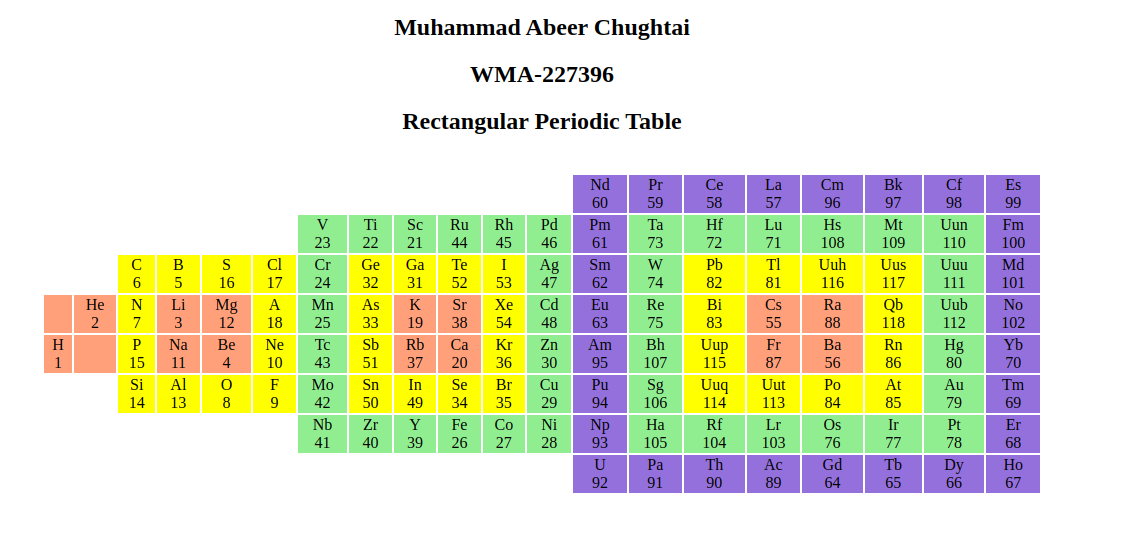 Muhammad Abeer Chughtai
WMA-227396
Rectangular Periodic Table
Nd Pr Ce La Cm Bk Cf Es
60 59 58 57 96 97 98 99
V Ti Sc Ru Rh Pd Pm Ta Hf Lu Hs Mt Uun Fm
23 22 21 44 45 46 61 73 72 71 108 109 110 100
C B S Cl Cr Ge Ga Te I Ag Sm W Pb Tl Uuh Uus Uuu Md
6 5 16 17 24 32 31 52 53 47 62 74 82 81 116 117 111 101
He N Li Mg A Mn As K Sr Xe Cd Eu Re Bi Cs Ra Qb Uub No
2 7 3 12 18 25 33 19 38 54 48 63 75 83 55 88 118 112 102
H P Na Be Ne Tc Sb Rb Ca Kr Zn Am Bh Uup Fr Ba Rn Hg Yb
1 15 11 4 10 43 51 37 20 36 30 95 107 115 87 56 86 80 70
Si Al O F Mo Sn In Se Br Cu Pu Sg Uuq Uut Po At Au Tm
14 13 8 9 42 50 49 34 35 29 94 106 114 113 84 85 79 69
Nb Zr Y Fe Co Ni Np Ha Rf Lr Os Ir Pt Er
41 40 39 26 27 28 93 105 104 103 76 77 78 68
U Pa Th Ac Gd Tb Dy Ho
92 91 90 89 64 65 66 67